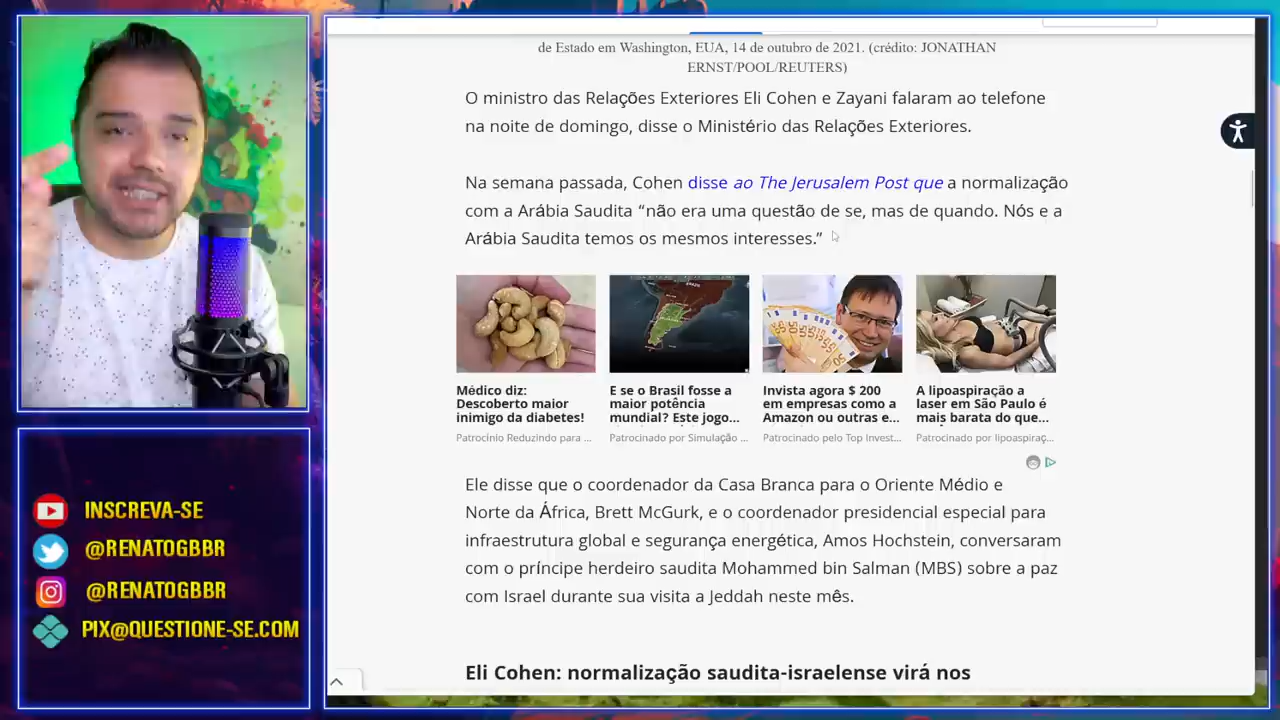 de Estado em Washington, EUA, 14 de outubro de 2021. (crédito: JONATHAN
ERNST/POOL/REUTERS)
O ministro das Relações Exteriores Eli Cohen e Zayani falaram ao telefone
na noite de domingo, disse o Ministério das Relações Exteriores.
Na semana passada, Cohen disse ao The Jerusalem Post que a normalização
com a Arábia Saudita “não era uma questão de se, mas de quando. Nós e a
Arábia Saudita temos os mesmos interesses.”
Médico diz:
Descoberto maior
inimigo da diabetes!
Patrocínio Reduzindo para ...
E se o Brasil fosse a
maior potência
mundial? Este jogo...
Patrocinado por Simulação ...
Invista agora $ 200
em empresas como a
Amazon ou outras e...
Patrocinado pelo Top Invest...
A lipoaspiração a
laser em São Paulo é
mais barata do que...
Patrocinado por lipoaspiraç...
Ele disse que o coordenador da Casa Branca para o Oriente Médio e
Norte da África, Brett McGurk, e o coordenador presidencial especial para
infraestrutura global e segurança energética, Amos Hochstein, conversaram
com o príncipe herdeiro saudita Mohammed bin Salman (MBS) sobre a paz
com Israel durante sua visita a Jeddah neste mês.
Eli Cohen: normalização saudita-israelense virá nos
INSCREVA-SE
@RENATOGBBR
@RENATOGBBR
PIX@QUESTIONE-SE.COM